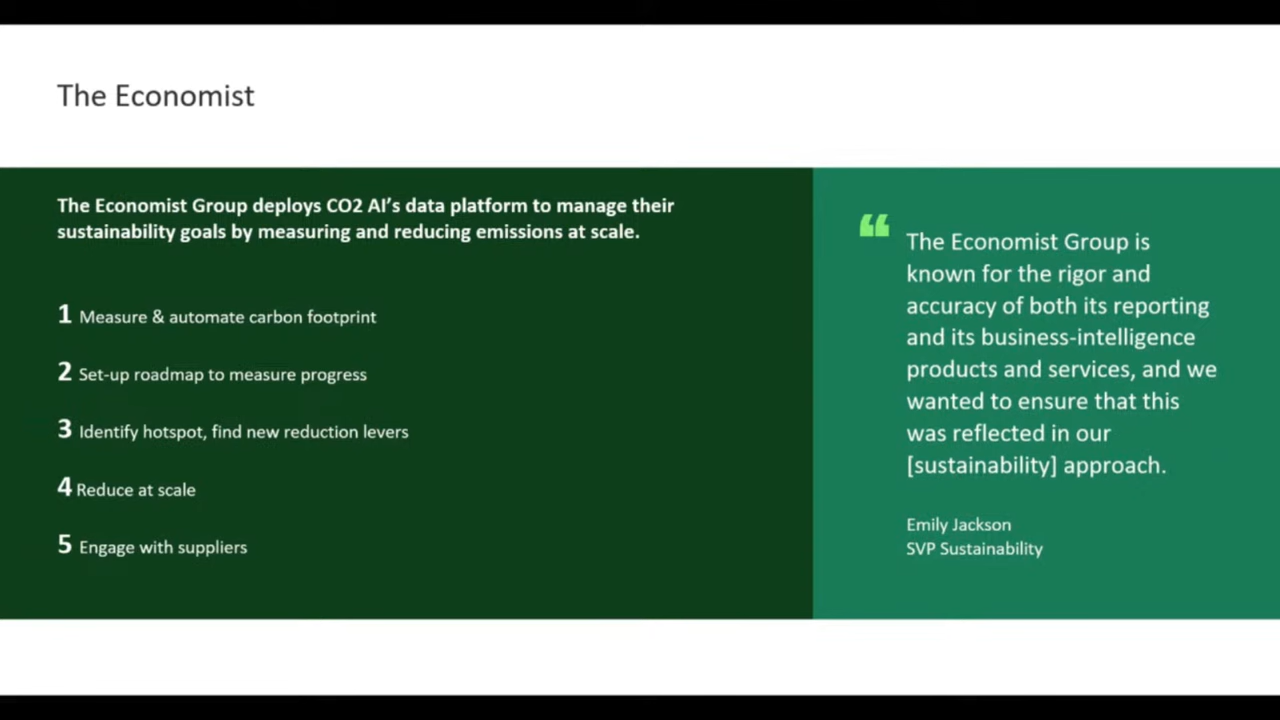 The Economist
The Economist Group deploys CO2 AI’s data platform to manage their
sustainability goals by measuring and reducing emissions at scale.
1 Measure & automate carbon footprint
2 Set-up roadmap to measure progress
3 Identify hotspot, find new reduction levers
4 Reduce at scale
5 Engage with suppliers
“
The Economist Group is
known for the rigor and
accuracy of both its reporting
and its business-intelligence
products and services, and we
wanted to ensure that this
was reflected in our
[sustainability] approach.
Emily Jackson
SVP Sustainability